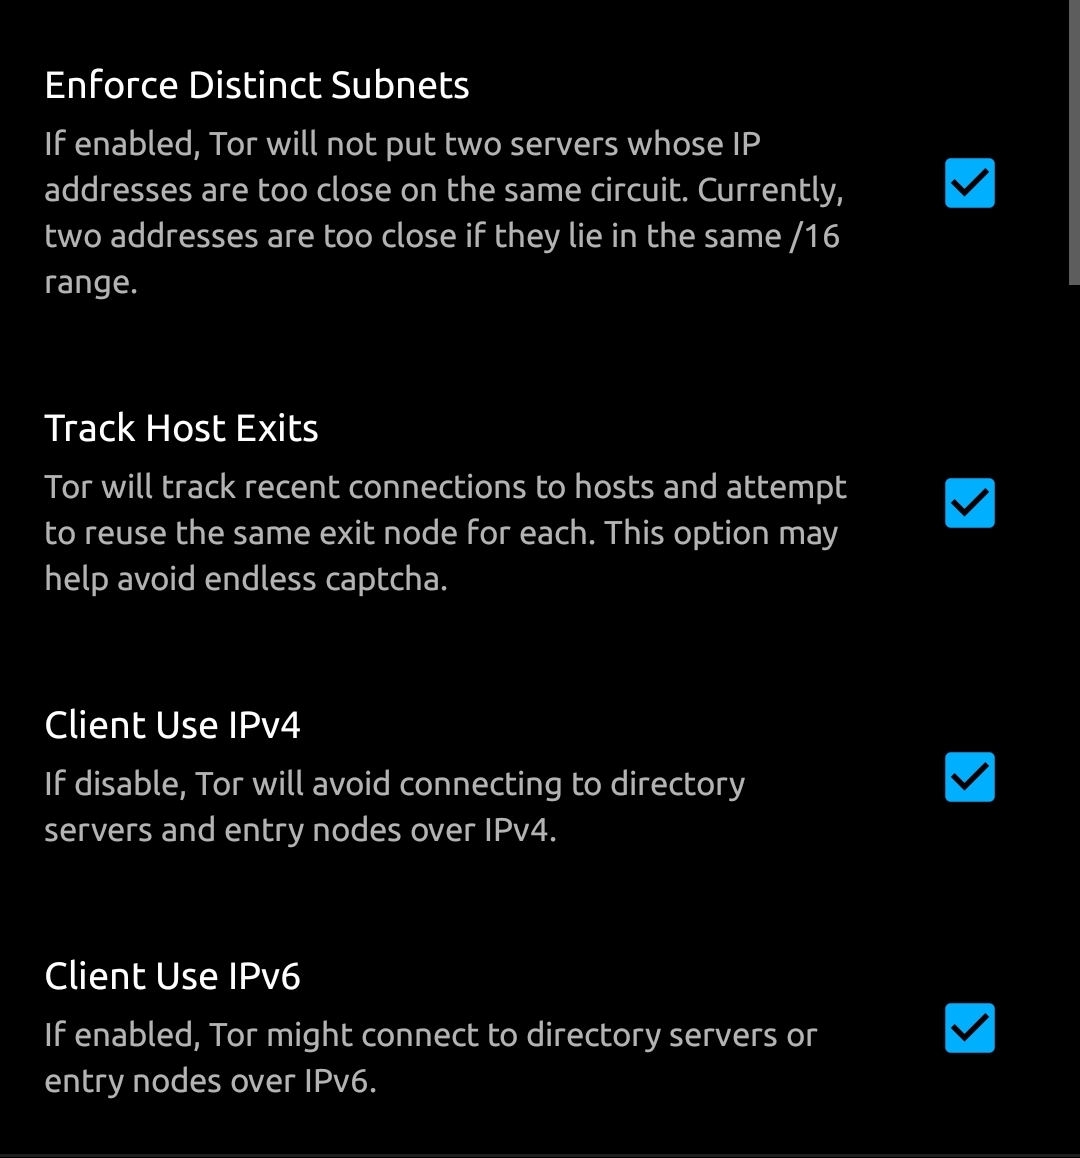 Enforce Distinct Subnets
If enabled, Tor will not put two servers whose IP
addresses are too close on the same circuit. Currently,
two addresses are too close if they lie in the same /16
range.
Track Host Exits
Tor will track recent connections to hosts and attempt
to reuse the same exit node for each. This option may
help avoid endless captcha.
Client Use IPv4
If disable, Tor will avoid connecting to directory
servers and entry nodes over IPv4.
Client Use IPv6
If enabled, Tor might connect to directory servers or
entry nodes over IPv6.